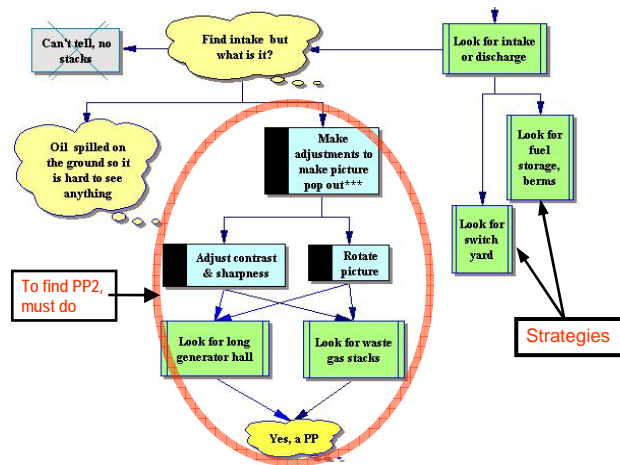 Can't tell, no
stacks
Find intake but
what is it?
Look for intake
or discharge
Oil spilled on
the ground so it
is hard to see
anything
Make
adjustments to
make picture
pop out***
Look for
fuel
storage,
berms
Look for
switch
yard
Adjust contrast
& sharpness
Rotate
picture
To find PP2,
must do
Look for long
generator hall
Look for waste
gas stacks
Strategies
Yes, a PP